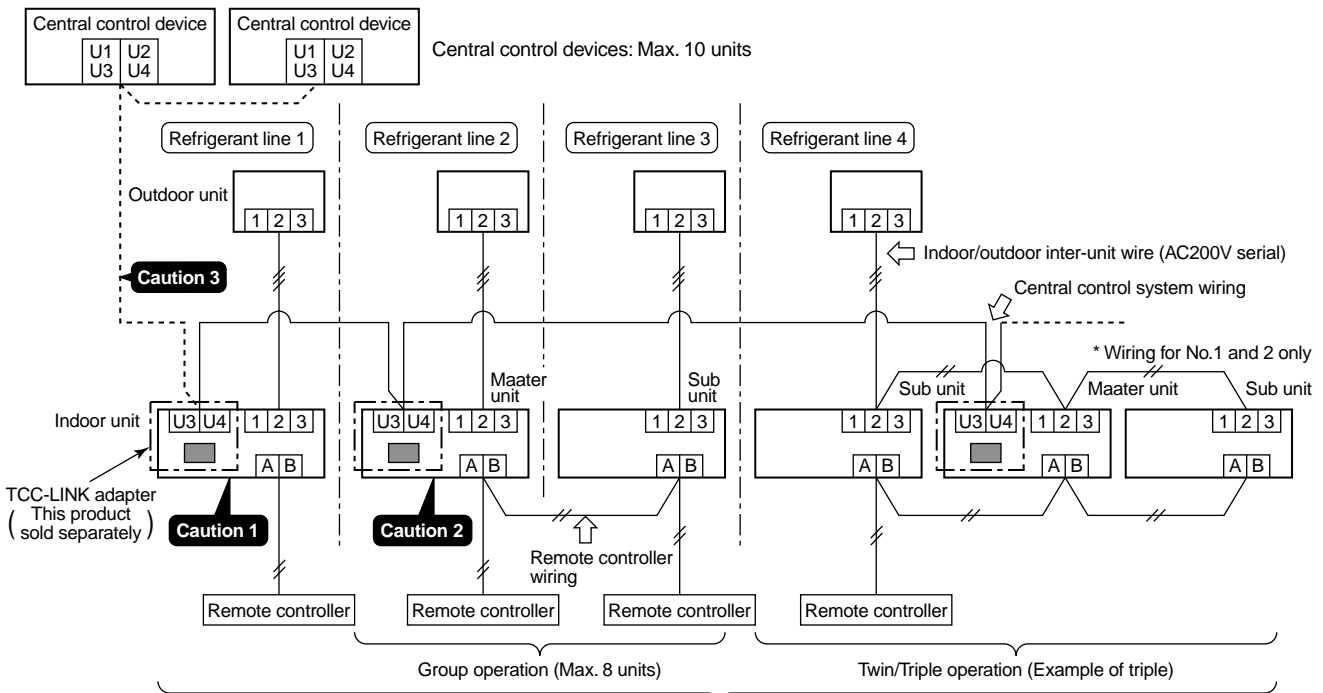 Central control device
U1 U2
U3 U4
Central control device
U1 U2
U3 U4
Central control devices: Max. 10 units
Refrigerant line 1
Refrigerant line 2
Refrigerant line 3
Refrigerant line 4
Outdoor unit
1 2 3
1 2 3
1 2 3
1 2 3
Indoor/outdoor inter-unit wire (AC200V serial)
Caution 3
Central control system wiring
* Wiring for No.1 and 2 only
Maater
unit
Sub
unit
Sub unit
Maater unit
Sub unit
Indoor unit
U3 U4
1 2 3
U3 U4
1 2 3
1 2 3
1 2 3
U3 U4
1 2 3
1 2 3
A B
A B
A B
A B
A B
A B
TCC-LINK adapter
( This product
sold separately )
Caution 1
Caution 2
Remote controller
wiring
Remote controller
Remote controller
Remote controller
Remote controller
Group operation (Max. 8 units)
Twin/Triple operation (Example of triple)